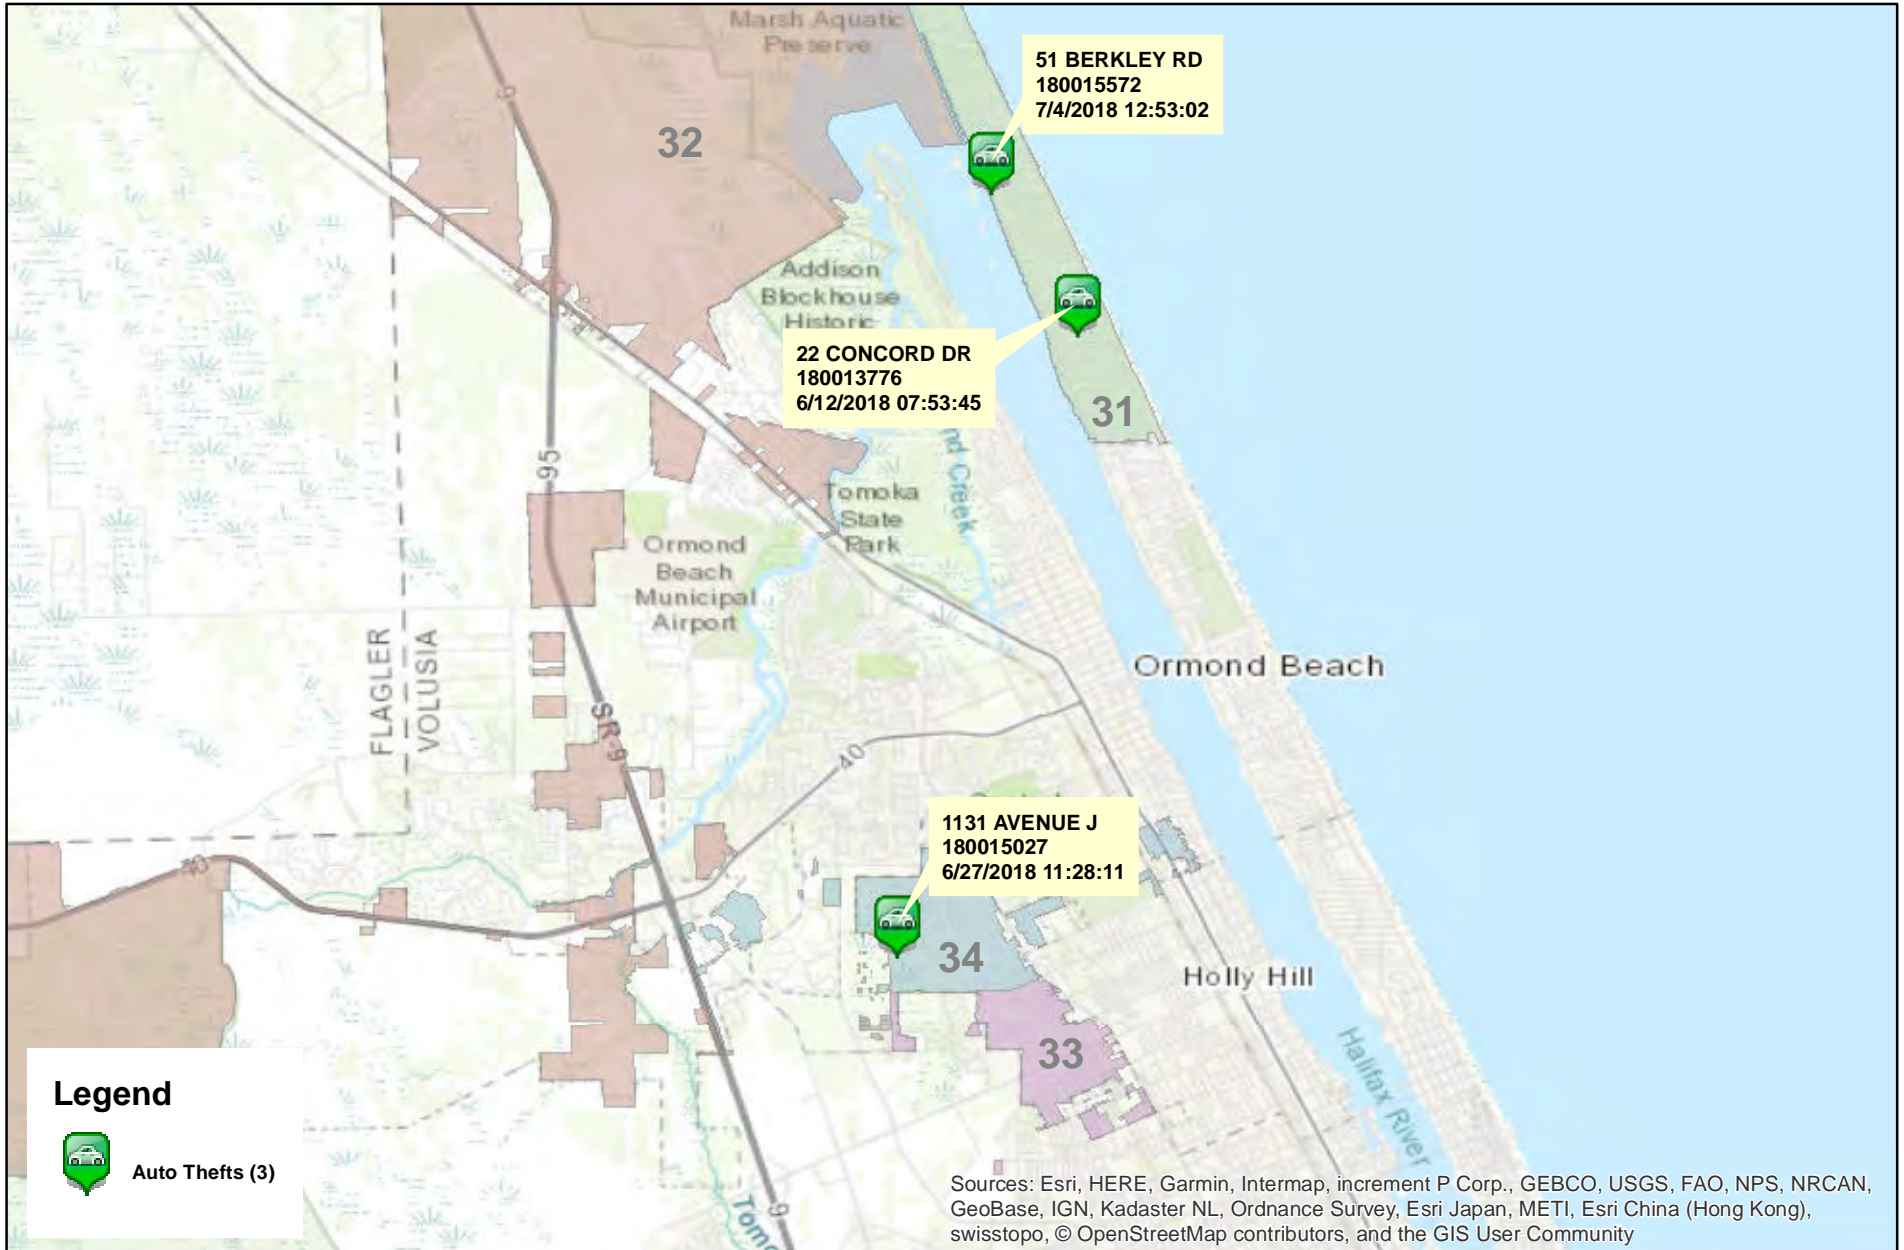 Marsh Aquatic
Preserve
51 BERKLEY RD
180015572
7/4/2018 12:53:02
32
9
Addison
Blockhouse
Historic
22 CONCORD DR
180013776
6/12/2018 07:53:45
31
95
Creek
Tomoka
State
Park
Ormond
Beach
Municipal
Airport
FLAGLER
VOLUSIA
Ormond Beach
SR-9
40
1131 AVENUE J
180015027
6/27/2018 11:28:11
40
34
Holly Hill
33
Halifax River
Legend
Auto Thefts (3)
9
Sources: Esri, HERE, Garmin, Intermap, increment P Corp., GEBCO, USGS, FAO, NPS, NRCAN,
GeoBase, IGN, Kadaster NL, Ordnance Survey, Esri Japan, METI, Esri China (Hong Kong),
swisstopo, © OpenStreetMap contributors, and the GIS User Community